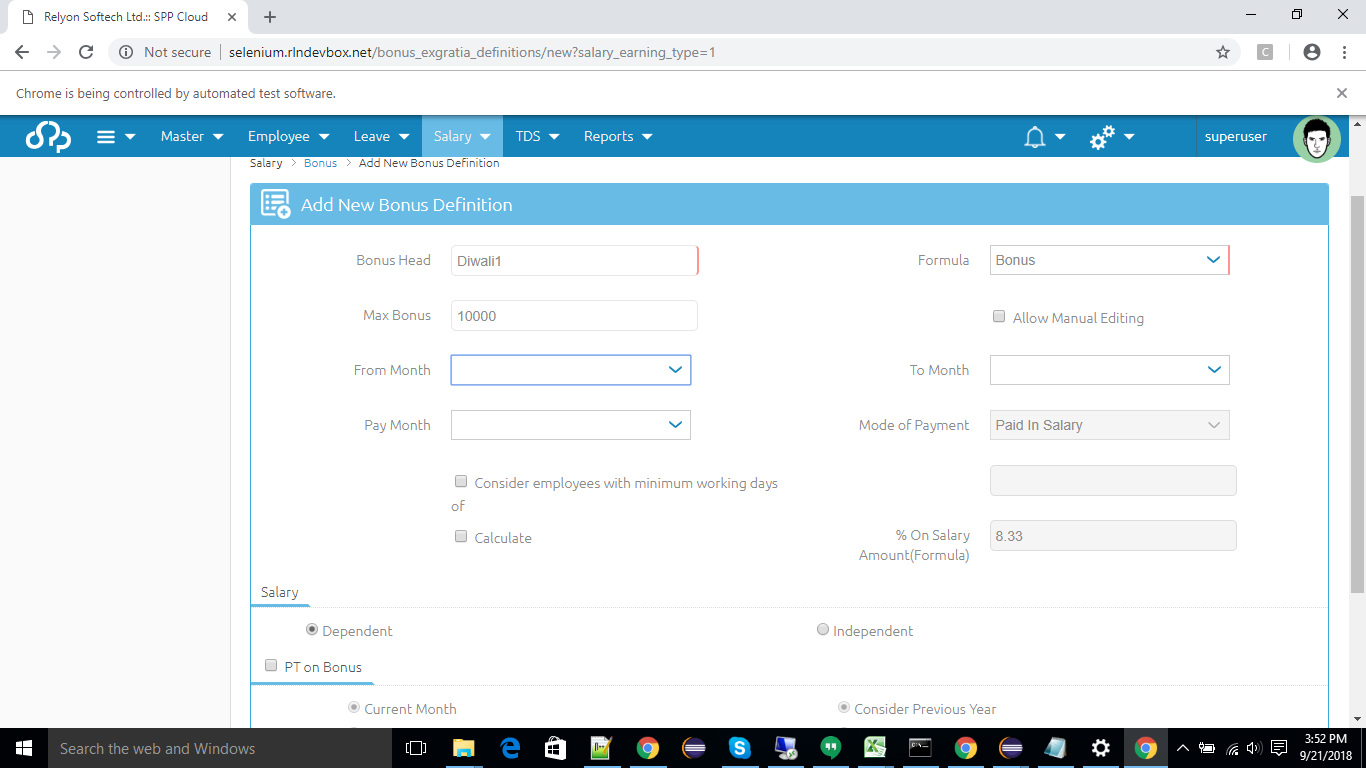 Relyon Softech Ltd.:: SPP Cloud
Not secure selenium.rlndevbox.net/bonus_exgratia_definitions/new?salary_earning_type=1
C
Chrome is being controlled by automated test software.
Master Employee Leave Salary TDS Reports superuser
Salary > Bonus > Add New Bonus Definition
Add New Bonus Definition
Bonus Head Diwali1 Formula Bonus
Max Bonus 10000 Allow Manual Editing
From Month To Month
Pay Month Mode of Payment Paid In Salary
Consider employees with minimum working days
of
Calculate % On Salary 8.33
Amount(Formula)
Salary
Dependent Independent
PT on Bonus
Current Month Consider Previous Year
Search the web and Windows
3:52 PM
9/21/2018